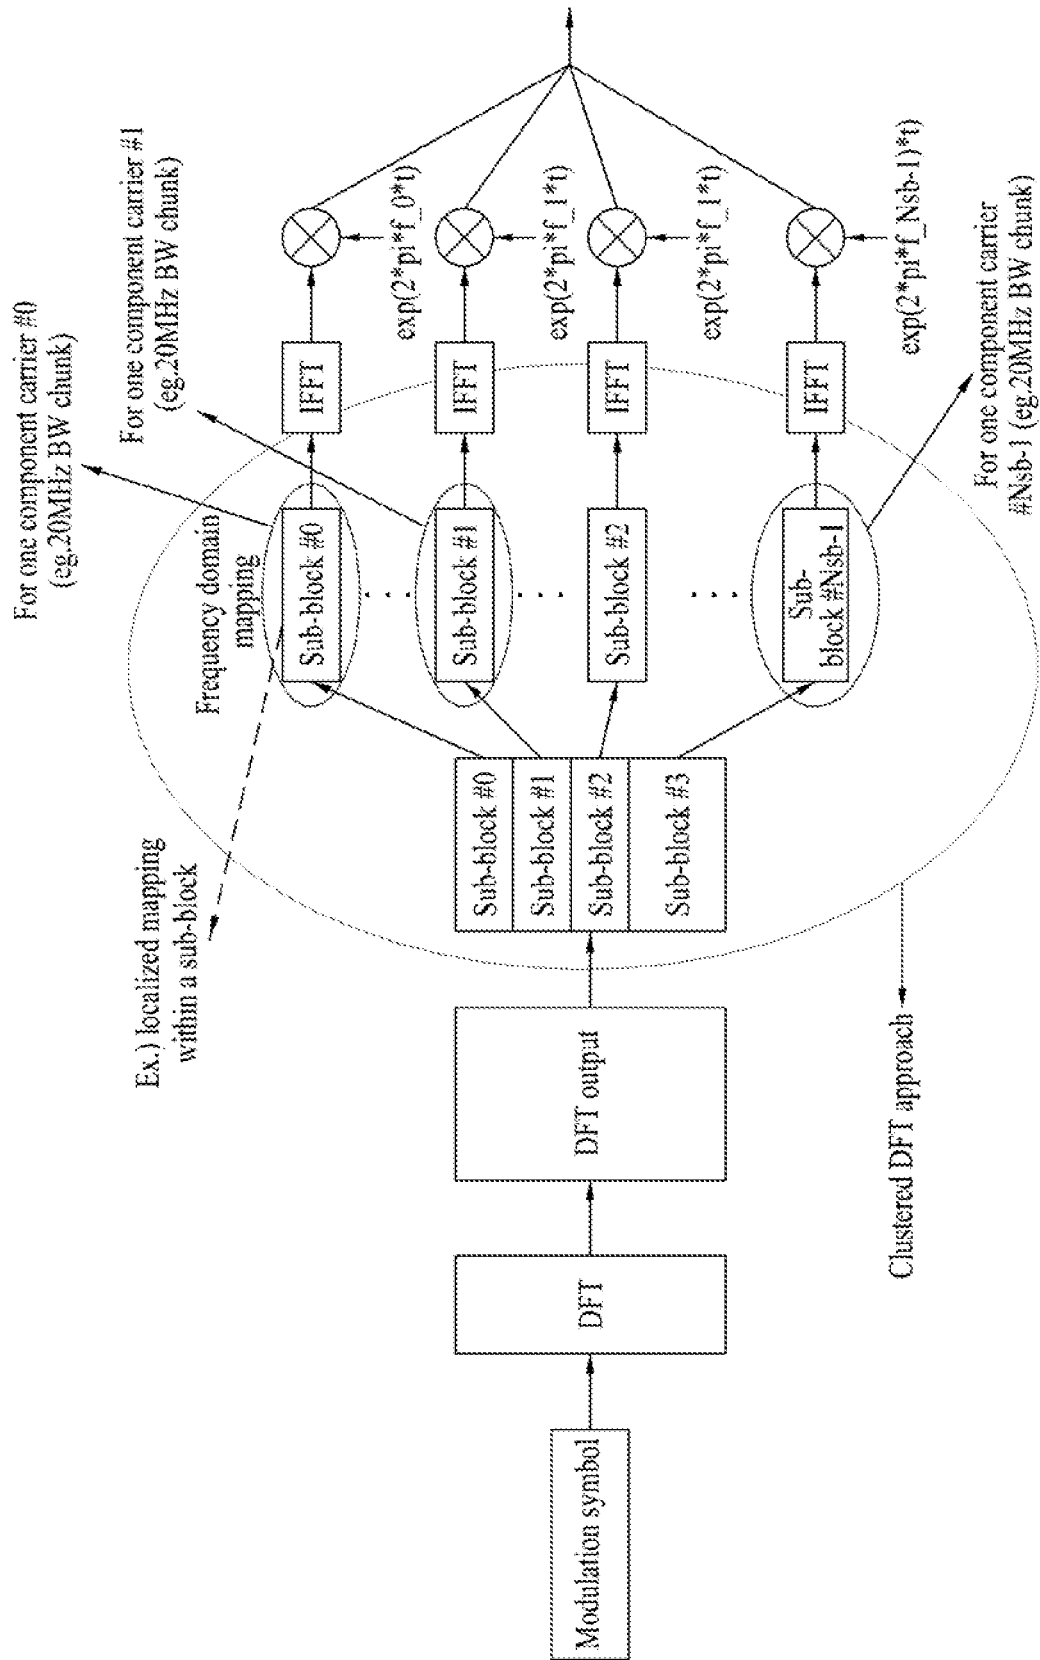 For one component carrier #0
(eg.20MHz BW chunk)
For one component carrier #1
(eg.20MHz BW chunk)
Ex.) localized mapping
within a sub-block
Frequency domain
mapping
Modulation symbol
DFT
DFT output
Sub-block #0
Sub-block #1
Sub-block #2
Sub-block #3
Sub-block #0
IFFT
exp(2*pi*f_0*t)
Sub-block #1
IFFT
exp(2*pi*f_1*t)
Sub-block #2
IFFT
exp(2*pi*f_1*t)
Sub-
block #Nsb-1
IFFT
exp(2*pi*f_Nsb-1)*t)
Clustered DFT approach
For one component carrier
#Nsb-1 (eg.20MHz BW chunk)